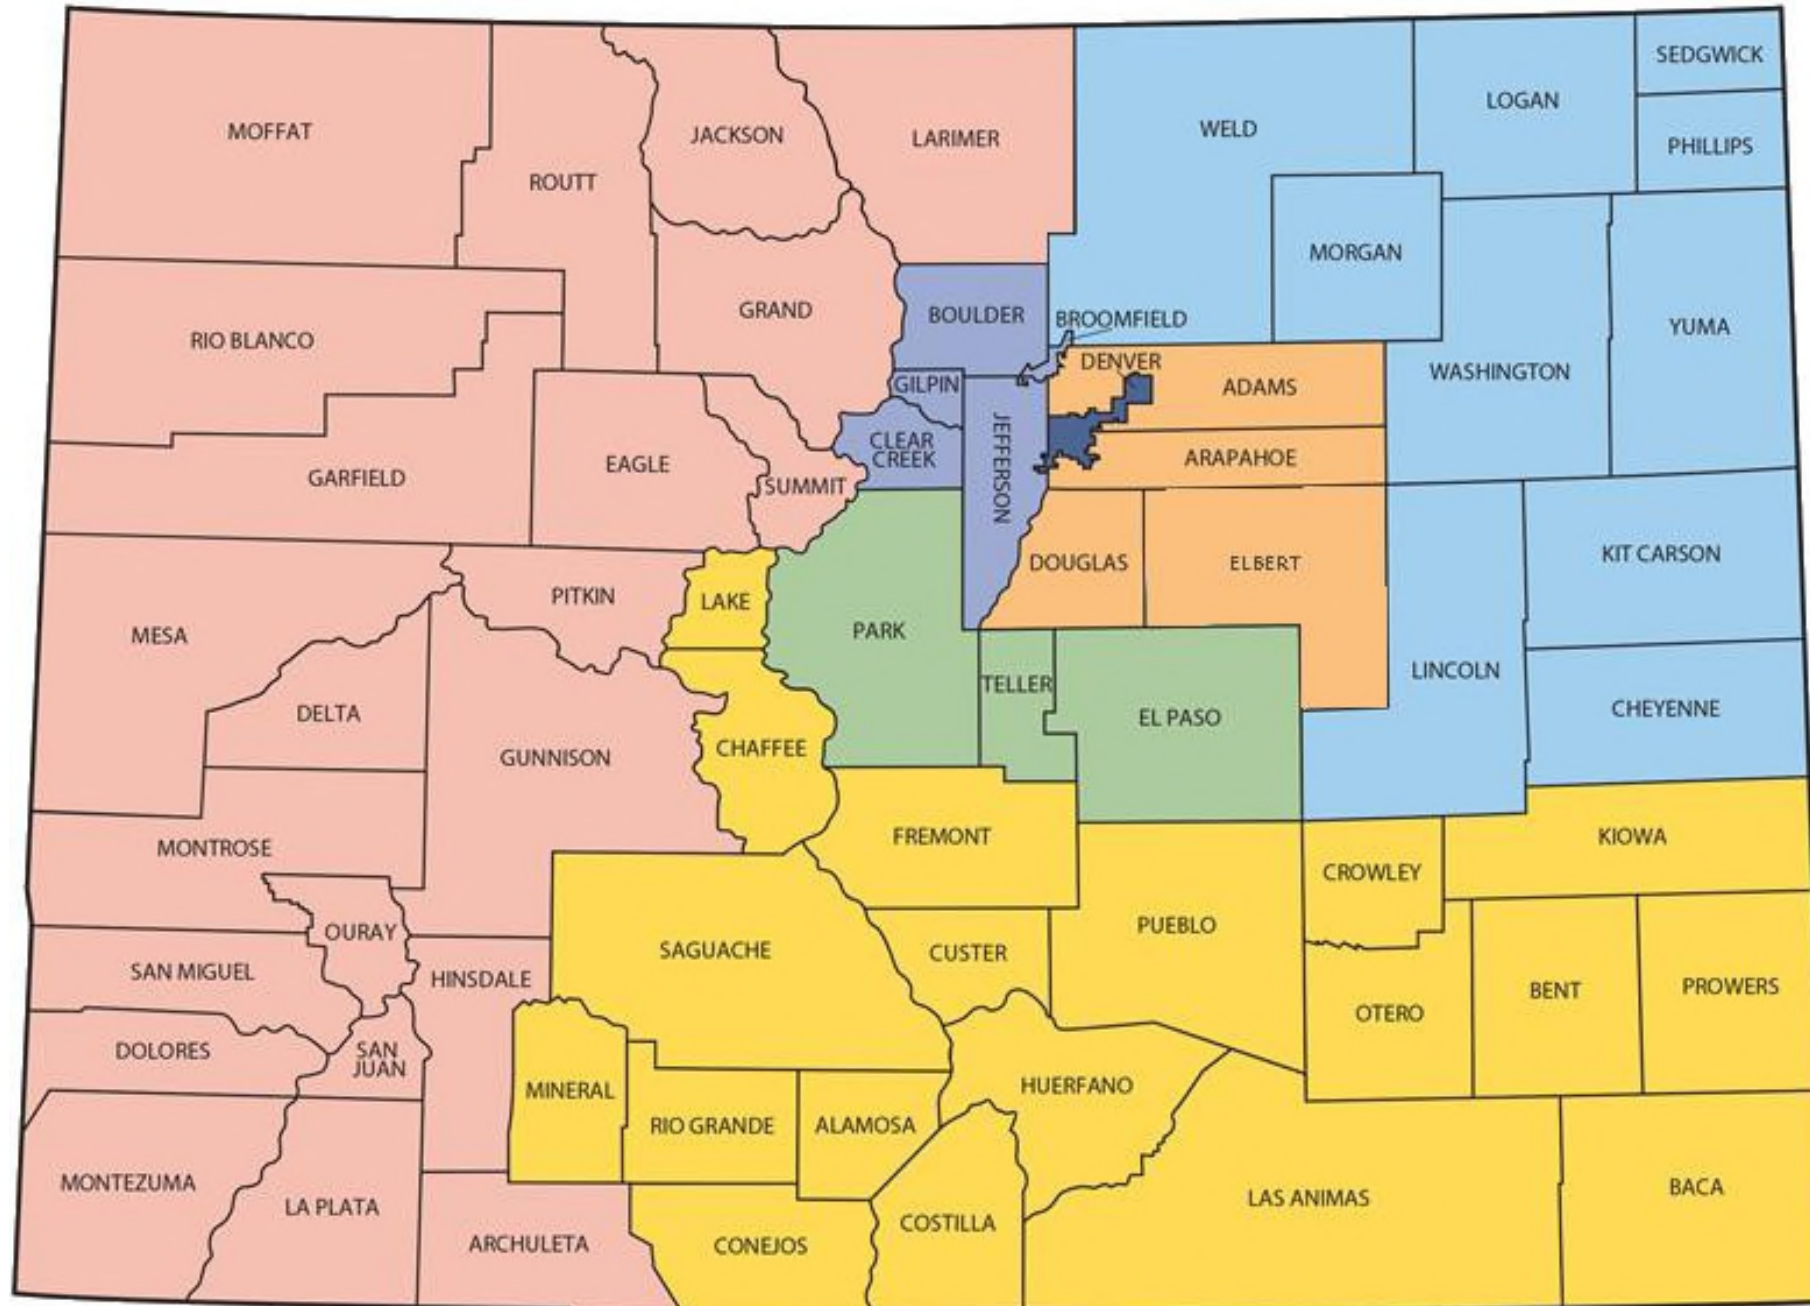 SEDGWICK
LOGAN
MOFFAT
JACKSON
LARIMER
WELD
PHILLIPS
ROUTT
MORGAN
RIO BLANCO
GRAND
BOULDER
BROOMFIELD
YUMA
DENVER
WASHINGTON
GILPIN
ADAMS
GARFIELD
EAGLE
SUMMIT
CLEAR
CREEK
JEFFERSON
ARAPAHOE
KIT CARSON
DOUGLAS
ELBERT
PITKIN
LAKE
MESA
PARK
LINCOLN
TELLER
CHEYENNE
DELTA
EL PASO
GUNNISON
CHAFFEE
MONTROSE
FREMONT
KIOWA
CROWLEY
OURAY
PUEBLO
SAGUACHE
CUSTER
SAN MIGUEL
HINSDALE
PROWERS
BENT
OTERO
DOLORES
SAN
JUAN
MINERAL
HUERFANO
RIO GRANDE
ALAMOSA
MONTEZUMA
LA PLATA
BACA
LAS ANIMAS
COSTILLA
ARCHULETA
CONEJOS